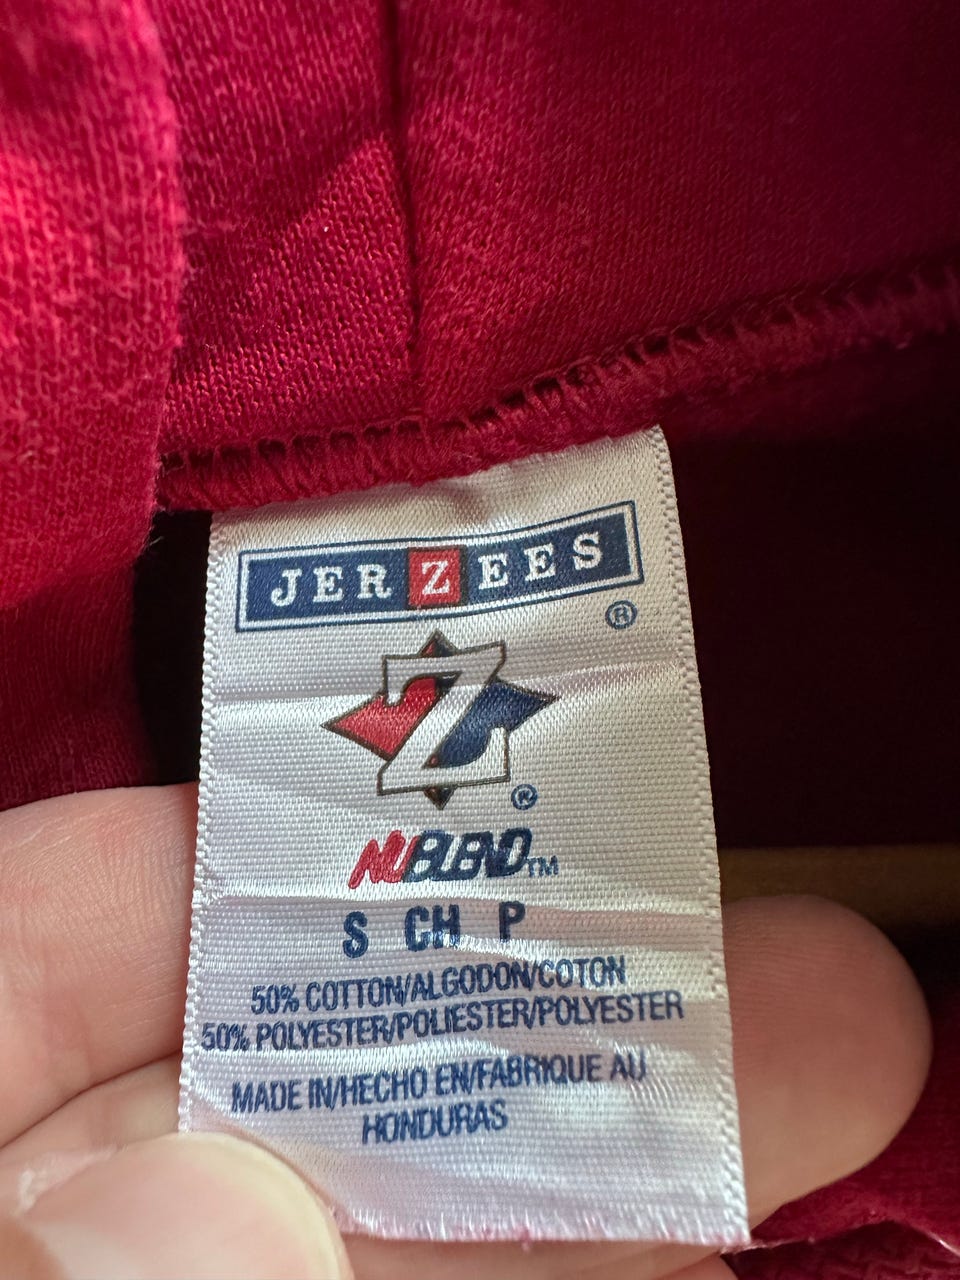 JERZEES
®
Z
®
NUBLEND™
S CH P
50% COTTON/ALGODON/COTON
50% POLYESTER/POLIESTER/POLYESTER
MADE IN/HECHO EN/FABRIQUE AU
HONDURAS